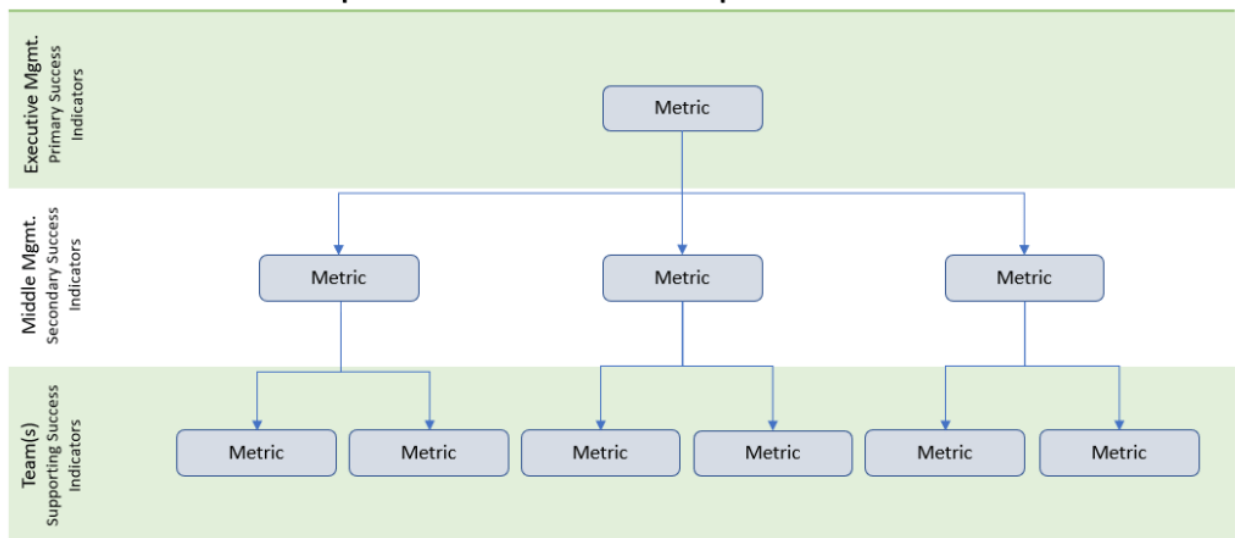 Executive Mgmt.
Primary Success
Indicators
Metric
Middle Mgmt.
Secondary Success
Indicators
Metric
Metric
Metric
Team(s)
Supporting Success
Indicators
Metric
Metric
Metric
Metric
Metric
Metric